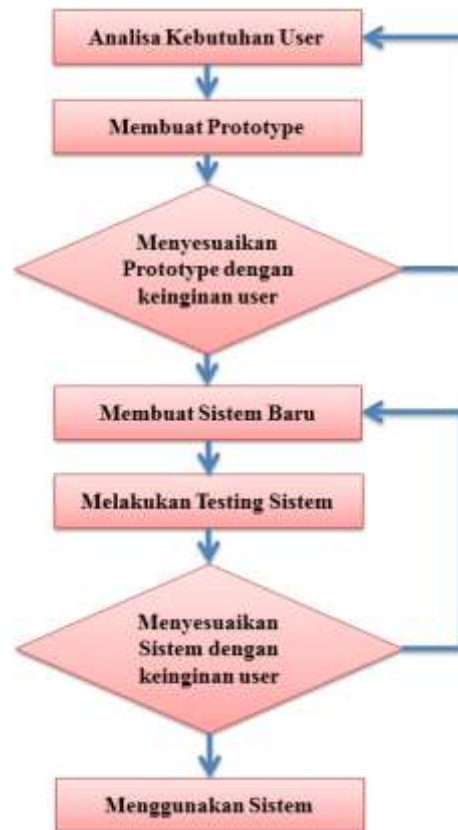 Analisa Kebutuhan User
Membuat Prototype
Menyesuaikan
Prototype dengan
keinginan user
Membuat Sistem Baru
Melakukan Testing Sistem
Menyesuaikan
Sistem dengan
keinginan user
Menggunakan Sistem